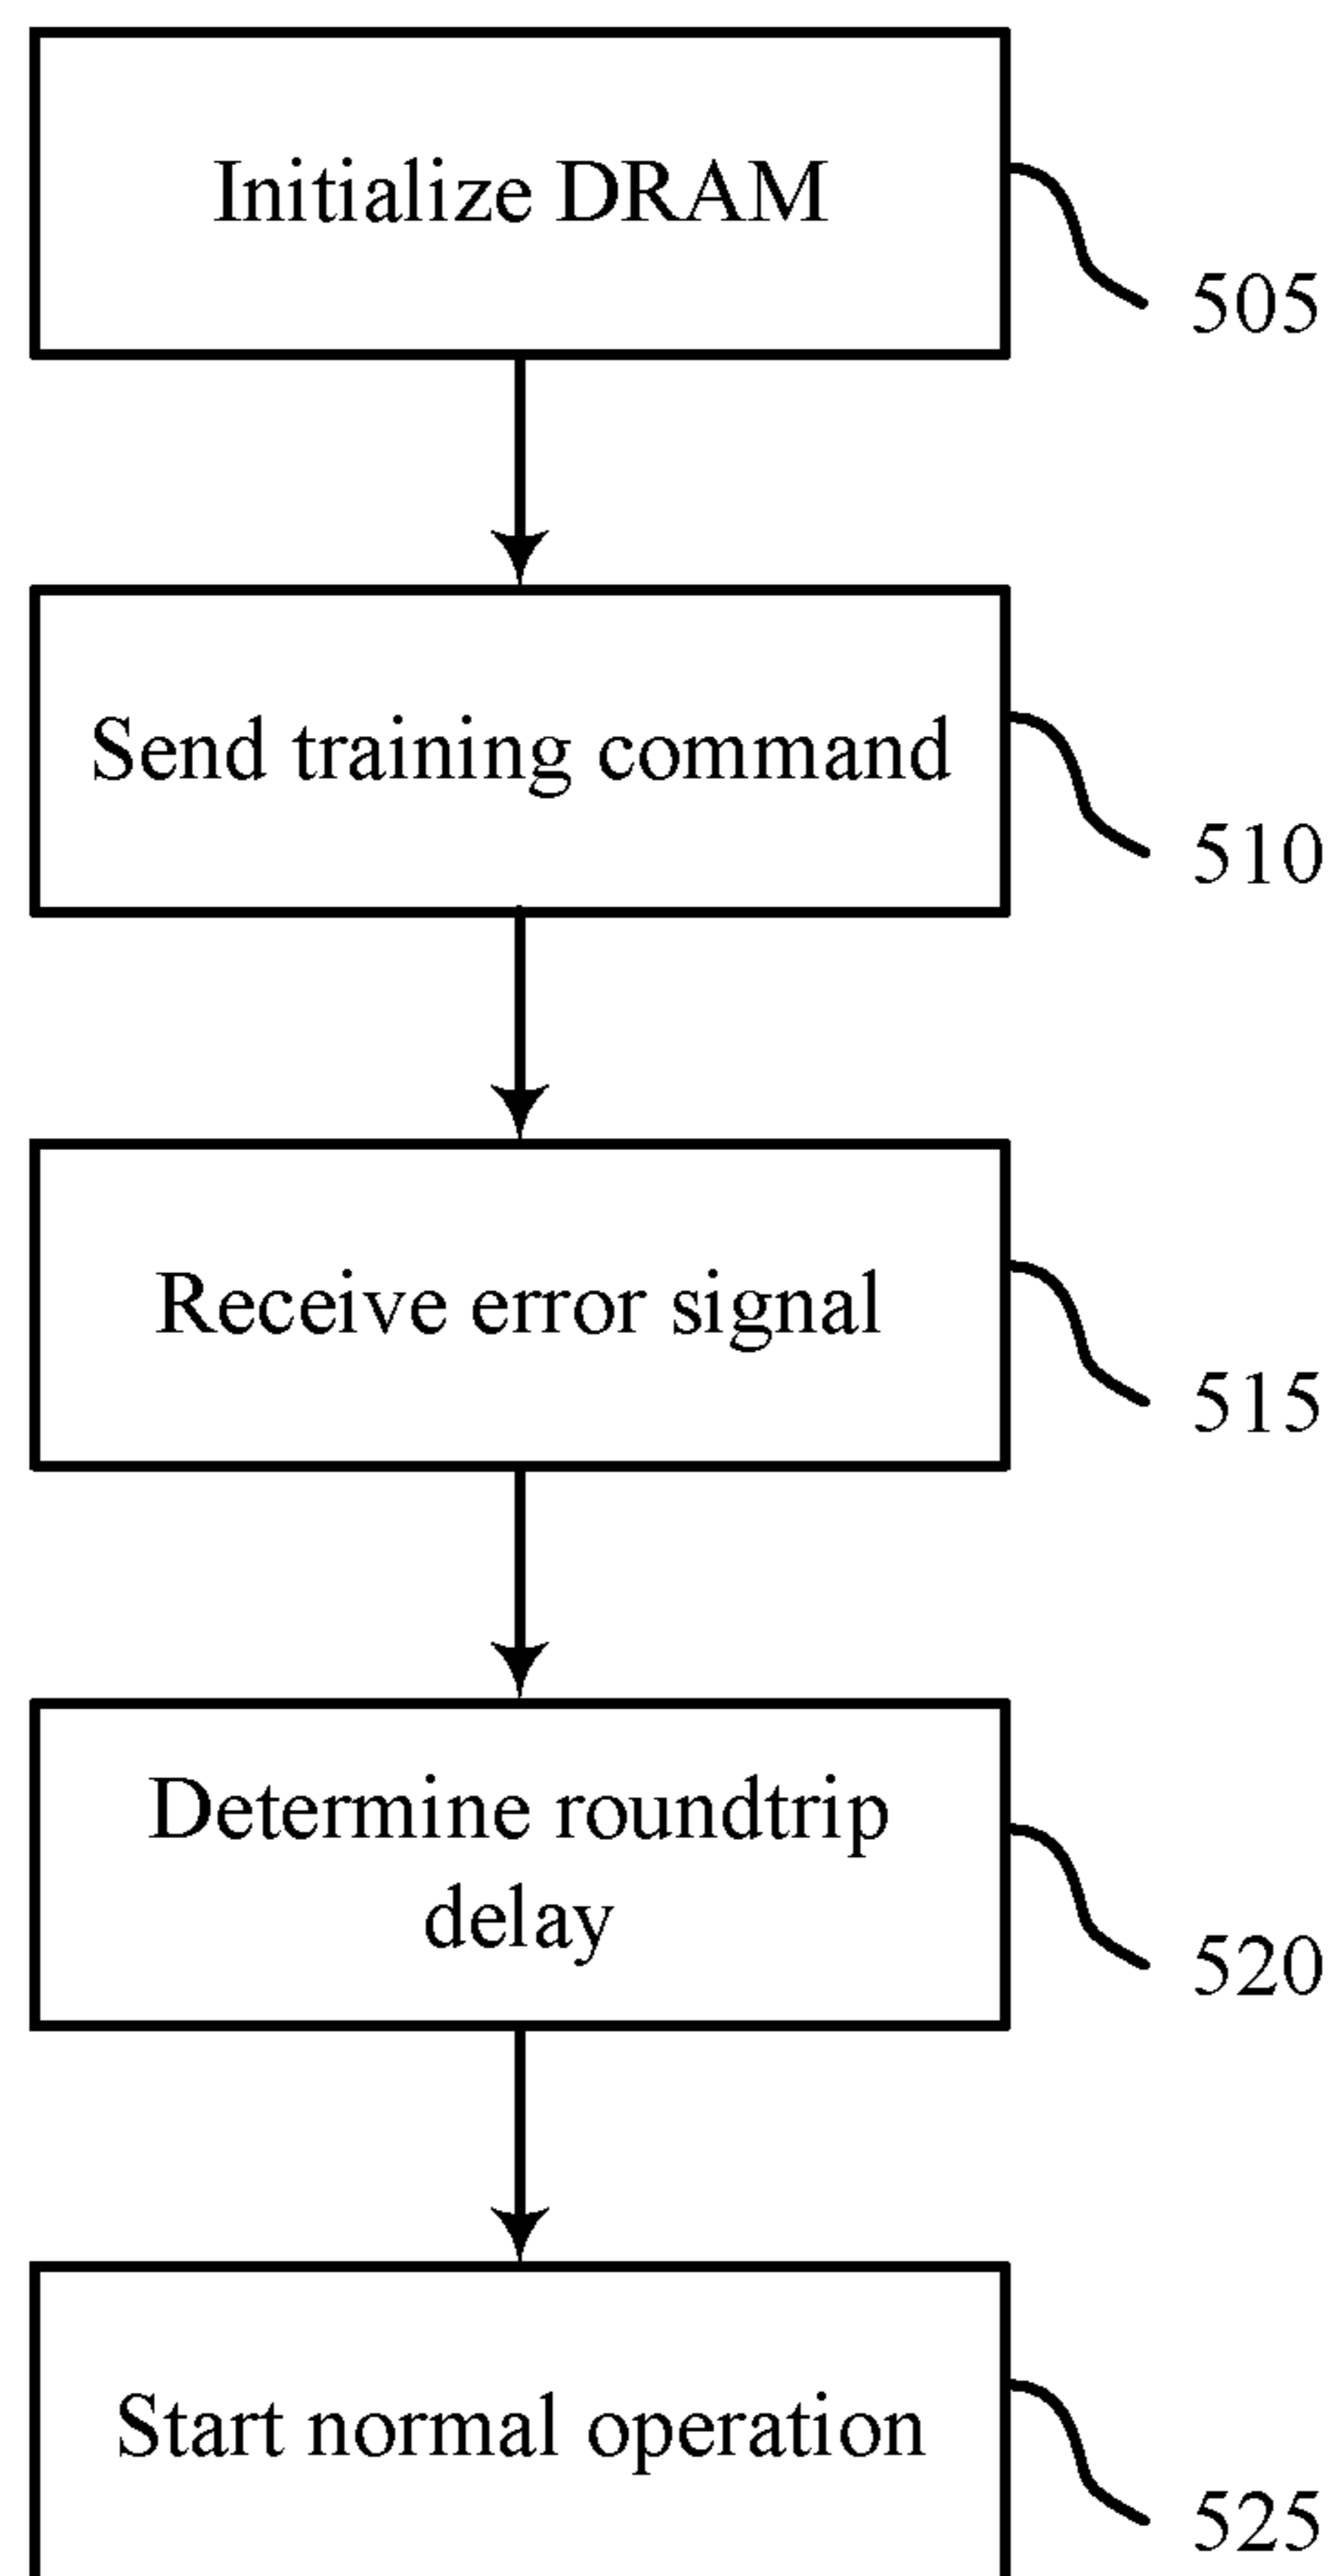 Initialize DRAM
505
Send training command
510
Receive error signal
515
Determine roundtrip
delay
520
Start normal operation
525